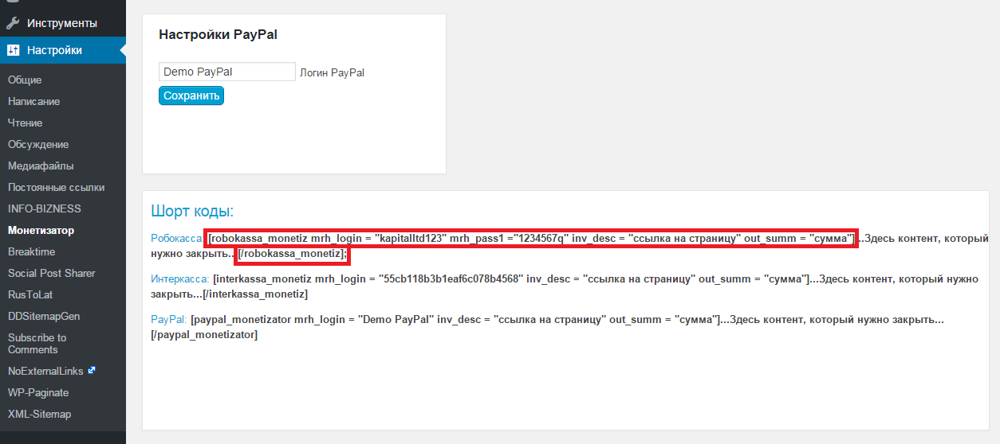 Инструменты
Настройки
Общие
Написание
Чтение
Обсуждение
Медиафайлы
Постоянные ссылки
INFO-BIZNESS
Монетизатор
Breaktime
Social Post Sharer
RusToLat
DDSitemapGen
Subscribe to
Comments
NoExternalLinks
WP-Paginate
XML-Sitemap
Настройки PayPal
Demo PayPal Логин PayPal
Сохранить
Шорт коды:
Робокасса: [robokassa_monetiz mrh_login = "kapitalltd123" mrh_pass1 ="1234567q" inv_desc = "ссылка на страницу" out_summ = "сумма"]...Здесь контент, который
нужно закрыть...[/robokassa_monetiz];
Интеркасса: [interkassa_monetiz mrh_login = "55cb118b3b1eaf6c078b4568" inv_desc = "ссылка на страницу" out_summ = "сумма"]...Здесь контент, который нужно
закрыть...[/interkassa_monetiz]
PayPal: [paypal_monetizator mrh_login = "Demo PayPal" inv_desc = "ссылка на страницу" out_summ = "сумма"]...Здесь контент, который нужно закрыть...
[/paypal_monetizator]